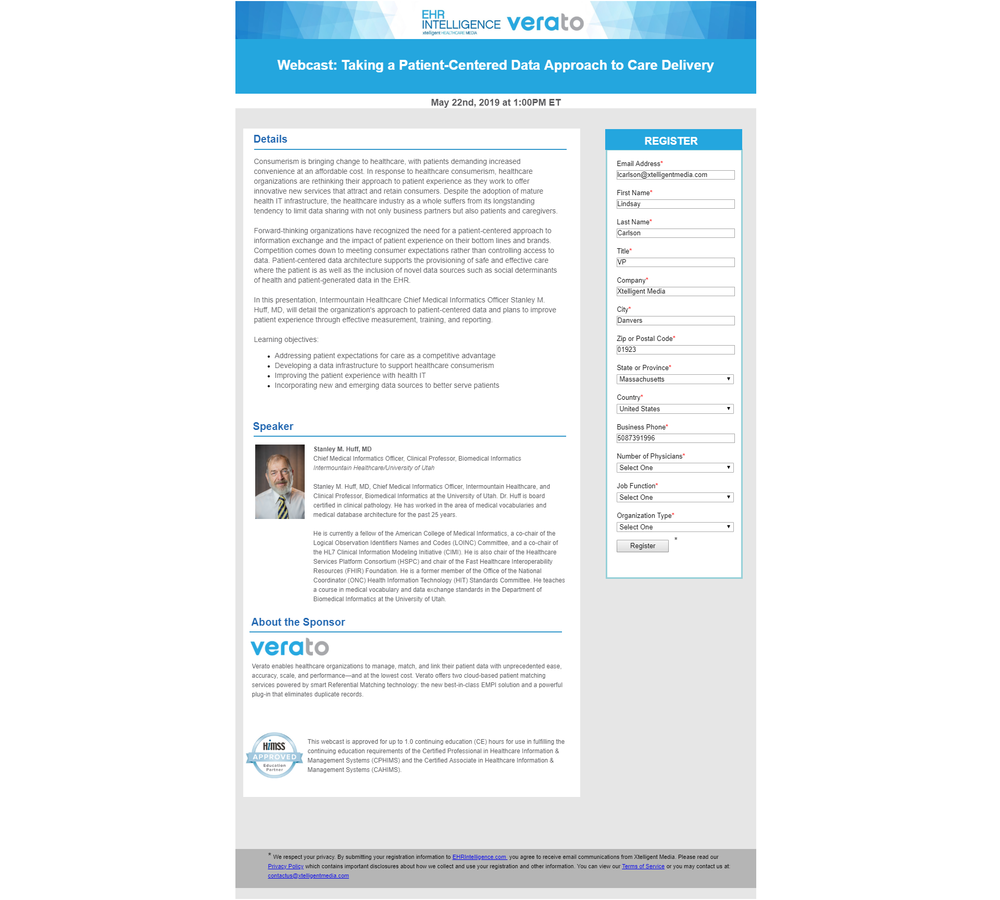 EHR
INTELLIGENCE
xtelligent HEALTHCARE MEDIA
verato
Webcast: Taking a Patient-Centered Data Approach to Care Delivery
May 22nd, 2019 at 1:00PM ET
Details
Consumerism is bringing change to healthcare, with patients demanding increased
convenience at an affordable cost. In response to healthcare consumerism, healthcare
organizations are rethinking their approach to patient experience as they work to offer
innovative new services that attract and retain consumers. Despite the adoption of mature
health IT infrastructure, the healthcare industry as a whole suffers from its longstanding
tendency to limit data sharing with not only business partners but also patients and caregivers.
Forward-thinking organizations have recognized the need for a patient-centered approach to
information exchange and the impact of patient experience on their bottom lines and brands.
Competition comes down to meeting consumer expectations rather than controlling access to
data. Patient-centered data architecture supports the provisioning of safe and effective care
where the patient is as well as the inclusion of novel data sources such as social determinants
of health and patient-generated data in the EHR.
In this presentation, Intermountain Healthcare Chief Medical Informatics Officer Stanley M.
Huff, MD, will detail the organization's approach to patient-centered data and plans to improve
patient experience through effective measurement, training, and reporting.
Learning objectives:
• Addressing patient expectations for care as a competitive advantage
• Developing a data infrastructure to support healthcare consumerism
• Improving the patient experience with health IT
• Incorporating new and emerging data sources to better serve patients
Speaker
Stanley M. Huff, MD
Chief Medical Informatics Officer, Clinical Professor, Biomedical Informatics
Intermountain Healthcare/University of Utah
Stanley M. Huff, MD, Chief Medical Informatics Officer, Intermountain Healthcare, and
Clinical Professor, Biomedical Informatics at the University of Utah. Dr. Huff is board
certified in clinical pathology. He has worked in the area of medical vocabularies and
medical database architecture for the past 25 years.
He is currently a fellow of the American College of Medical Informatics, a co-chair of the
Logical Observation Identifiers Names and Codes (LOINC) Committee, and a co-chair of
the HL7 Clinical Information Modeling Initiative (CIMI). He is also chair of the Healthcare
Services Platform Consortium (HSPC) and chair of the Fast Healthcare Interoperability
Resources (FHIR) Foundation. He is a former member of the Office of the National
Coordinator (ONC) Health Information Technology (HIT) Standards Committee. He teaches
a course in medical vocabulary and data exchange standards in the Department of
Biomedical Informatics at the University of Utah.
About the Sponsor
verato
Verato enables healthcare organizations to manage, match, and link their patient data with unprecedented ease,
accuracy, scale, and performance—and at the lowest cost. Verato offers two cloud-based patient matching
services powered by smart Referential Matching technology: the new best-in-class EMPI solution and a powerful
plug-in that eliminates duplicate records.
HiMSS
APPROVED
Education
Partner
This webcast is approved for up to 1.0 continuing education (CE) hours for use in fulfilling the
continuing education requirements of the Certified Professional in Healthcare Information &
Management Systems (CPHIMS) and the Certified Associate in Healthcare Information &
Management Systems (CAHIMS).
REGISTER
Email Address*
lcarlson@xtelligentmedia.com
First Name*
Lindsay
Last Name*
Carlson
Title*
VP
Company*
Xtelligent Media
City*
Danvers
Zip or Postal Code*
01923
State or Province*
Massachusetts
Country*
United States
Business Phone*
5087391996
Number of Physicians*
Select One
Job Function*
Select One
Organization Type*
Select One
Register *
* We respect your privacy. By submitting your registration information to EHRIntelligence.com you agree to receive email communications from Xtelligent Media. Please read our
Privacy Policy which contains important disclosures about how we collect and use your registration and other information. You can view our Terms of Service or you may contact us at:
contactus@xtelligentmedia.com